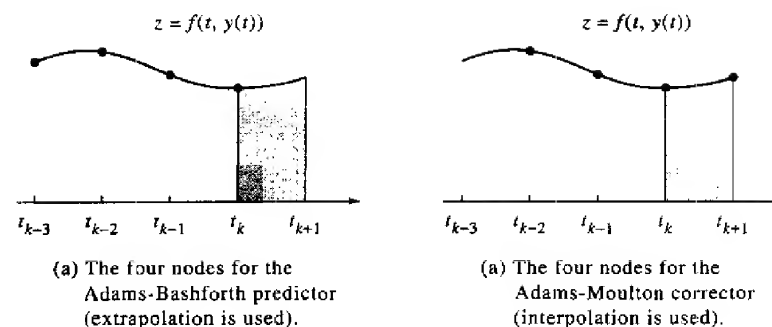 z = f(t, y(t))
t_{k-3} t_{k-2} t_{k-1} t_k t_{k+1}
(a) The four nodes for the
Adams-Bashforth predictor
(extrapolation is used).
z = f(t, y(t))
t_{k-3} t_{k-2} t_{k-1} t_k t_{k+1}
(a) The four nodes for the
Adams-Moulton corrector
(interpolation is used).